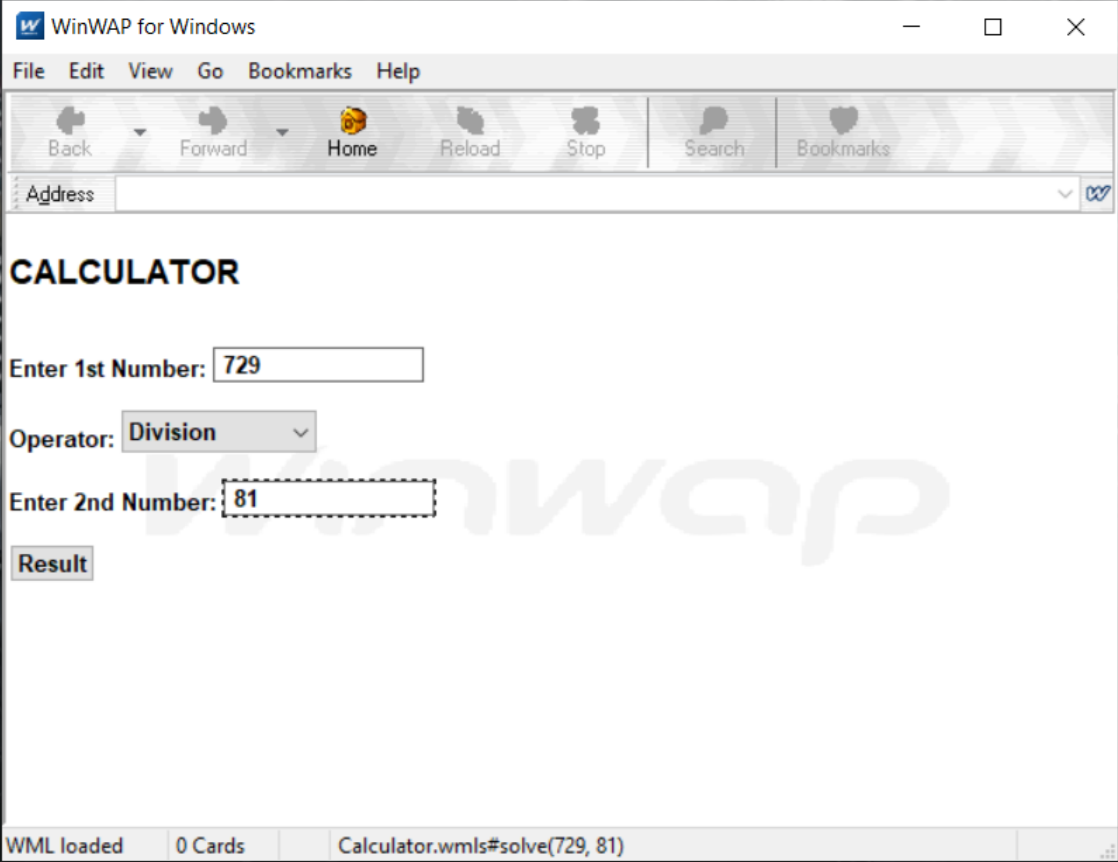 WinWAP for Windows
File Edit View Go Bookmarks Help
Back Forward Home Reload Stop Search Bookmarks
Address
CALCULATOR
Enter 1st Number: 729
Operator: Division
Winwap
Enter 2nd Number: 81
Result
WML loaded 0 Cards Calculator.wmls#solve(729, 81)